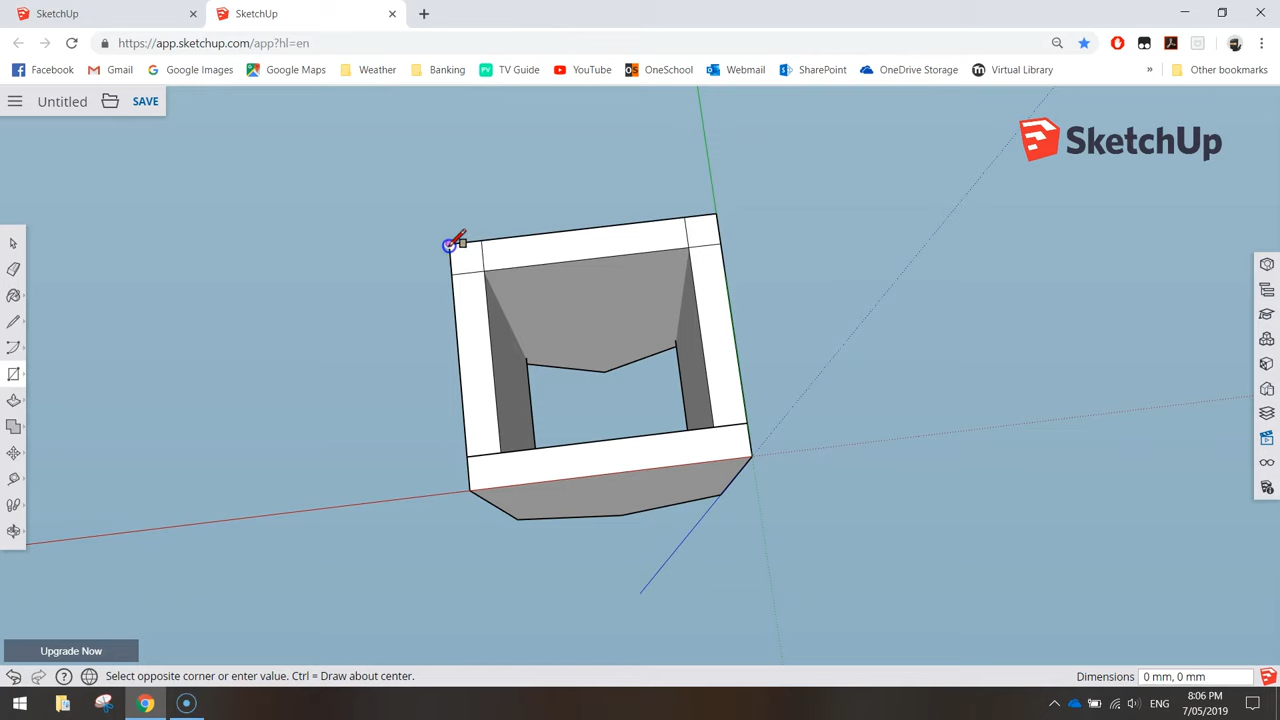 SketchUp
SketchUp
https://app.sketchup.com/app?hl=en
Facebook Gmail Google Images Google Maps Weather Banking TV Guide YouTube OneSchool Webmail SharePoint OneDrive Storage Virtual Library » Other bookmarks
Untitled SAVE
SketchUp
Upgrade Now
Select opposite corner or enter value. Ctrl = Draw about center. Dimensions 0 mm, 0 mm
ENG 8:06 PM
7/05/2019